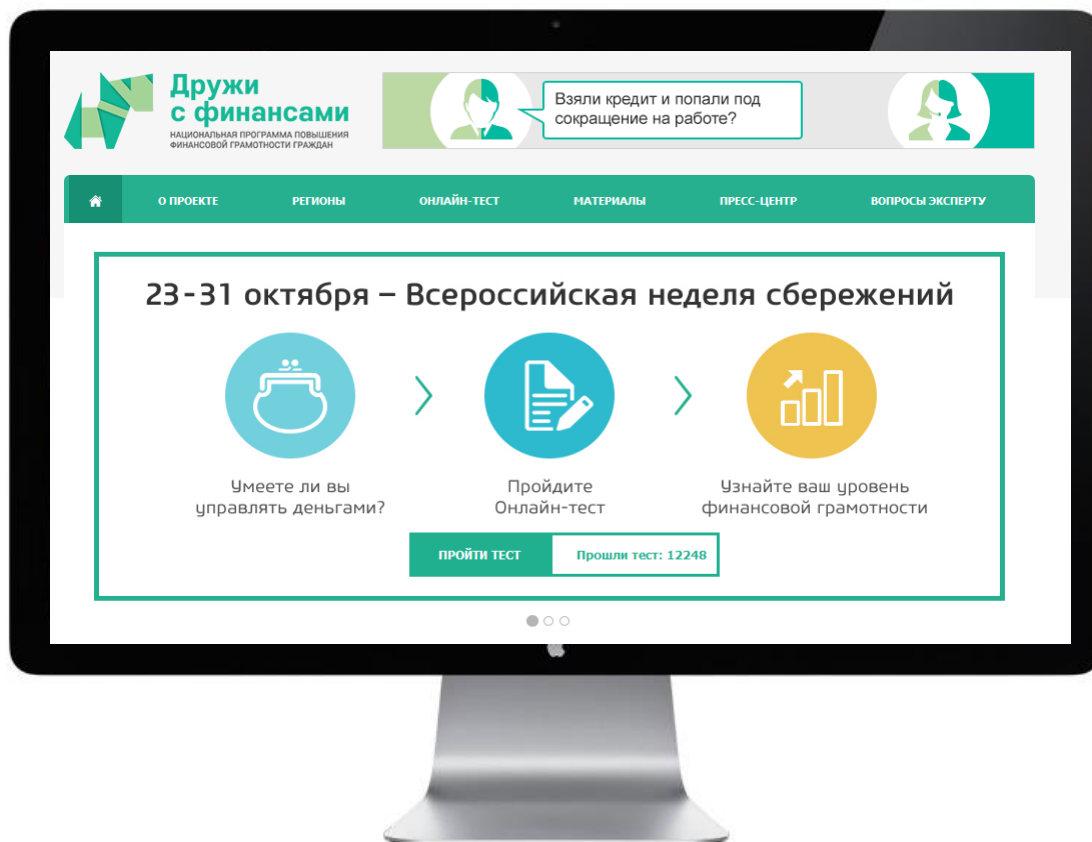 Дружи
с финансами
НАЦИОНАЛЬНАЯ ПРОГРАММА ПОВЫШЕНИЯ
ФИНАНСОВОЙ ГРАМОТНОСТИ ГРАЖДАН
Взяли кредит и попали под
сокращение на работе?
О ПРОЕКТЕ РЕГИОНЫ ОНЛАЙН-ТЕСТ МАТЕРИАЛЫ ПРЕСС-ЦЕНТР ВОПРОСЫ ЭКСПЕРТУ
23-31 октября – Всероссийская неделя сбережений
Умеете ли вы
управлять деньгами?
Пройдите
Онлайн-тест
Узнайте ваш уровень
финансовой грамотности
ПРОЙТИ ТЕСТ Прошли тест: 12248